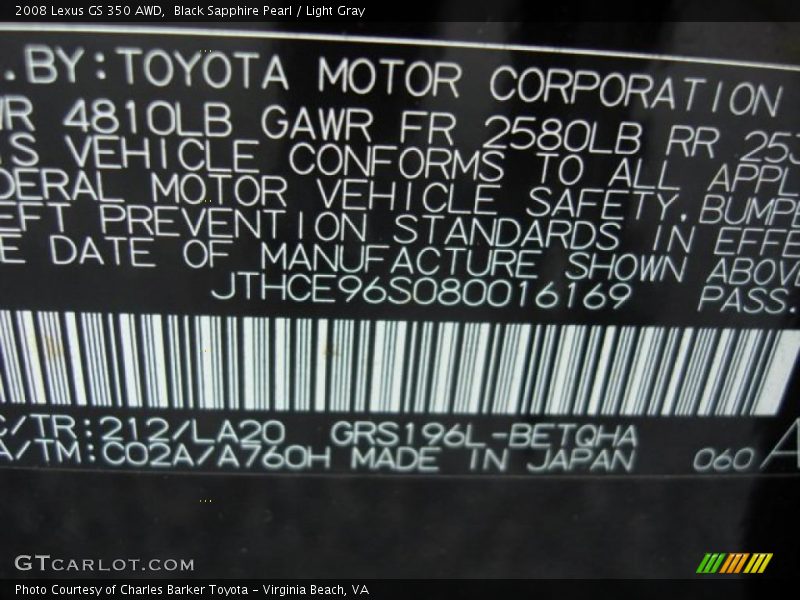 2008 Lexus GS 350 AWD, Black Sapphire Pearl / Light Gray
. BY: TOYOTA MOTOR CORPORATION
WR 4810LB GAWR FR 2580LB RR 253
IS VEHICLE CONFORMS TO ALL APPL
DERAL MOTOR VEHICLE SAFETY, BUMPE
EFT PREVENTION STANDARDS IN EFFE
E DATE OF MANUFACTURE SHOWN ABOVE
JTHCE96S080016169 PASS.
C/TR: 212/LA20 GRS196L-BETQHA
A/TM: C02A/A760H MADE IN JAPAN 060 A
GTCARLOT.COM
Photo Courtesy of Charles Barker Toyota - Virginia Beach, VA